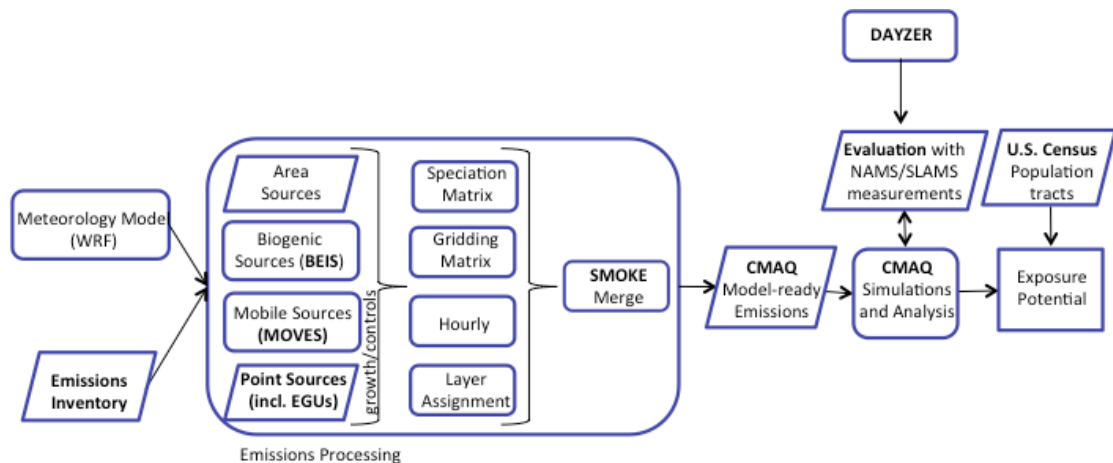 DAYZER
Evaluation with
NAMS/SLAMS
measurements
U.S. Census
Population
tracts
Meteorology Model
(WRF)
Emissions
Inventory
Area
Sources
Biogenic
Sources (BEIS)
Mobile Sources
(MOVES)
Point Sources
(incl. EGUs)
growth/controls
Speciation
Matrix
Gridding
Matrix
Hourly
Layer
Assignment
SMOKE
Merge
CMAQ
Model-ready
Emissions
CMAQ
Simulations
and Analysis
Exposure
Potential
Emissions Processing